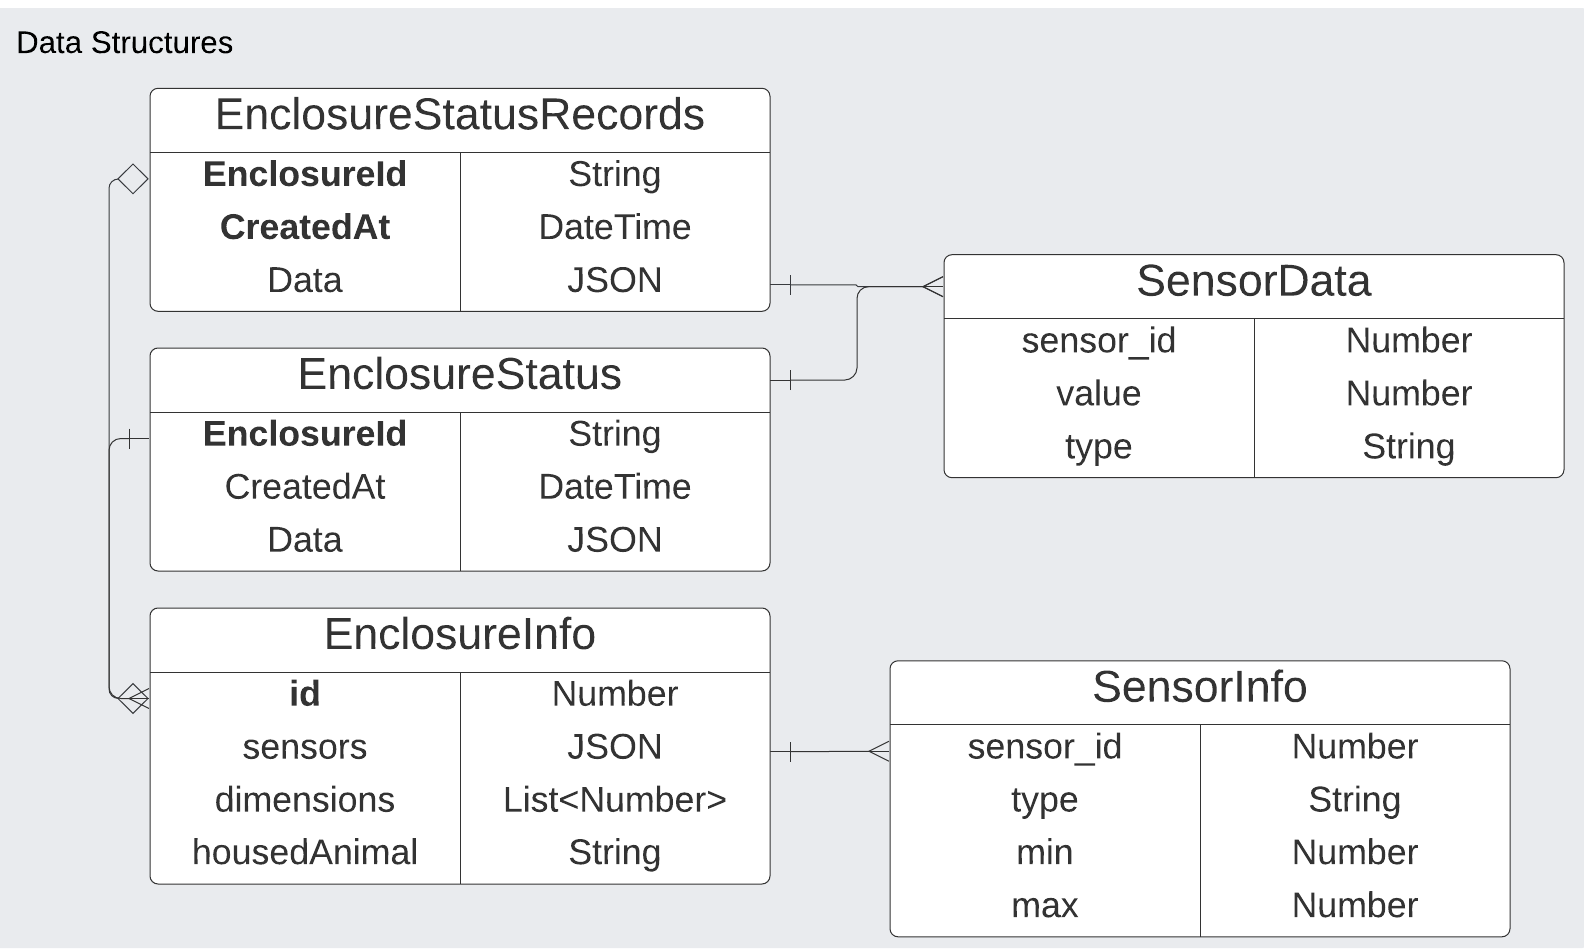 Data Structures
EnclosureStatusRecords
EnclosureId String
CreatedAt DateTime
Data JSON
SensorData
sensor_id Number
value Number
type String
EnclosureStatus
EnclosureId String
CreatedAt DateTime
Data JSON
EnclosureInfo
id Number
sensors JSON
dimensions List<Number>
housedAnimal String
SensorInfo
sensor_id Number
type String
min Number
max Number